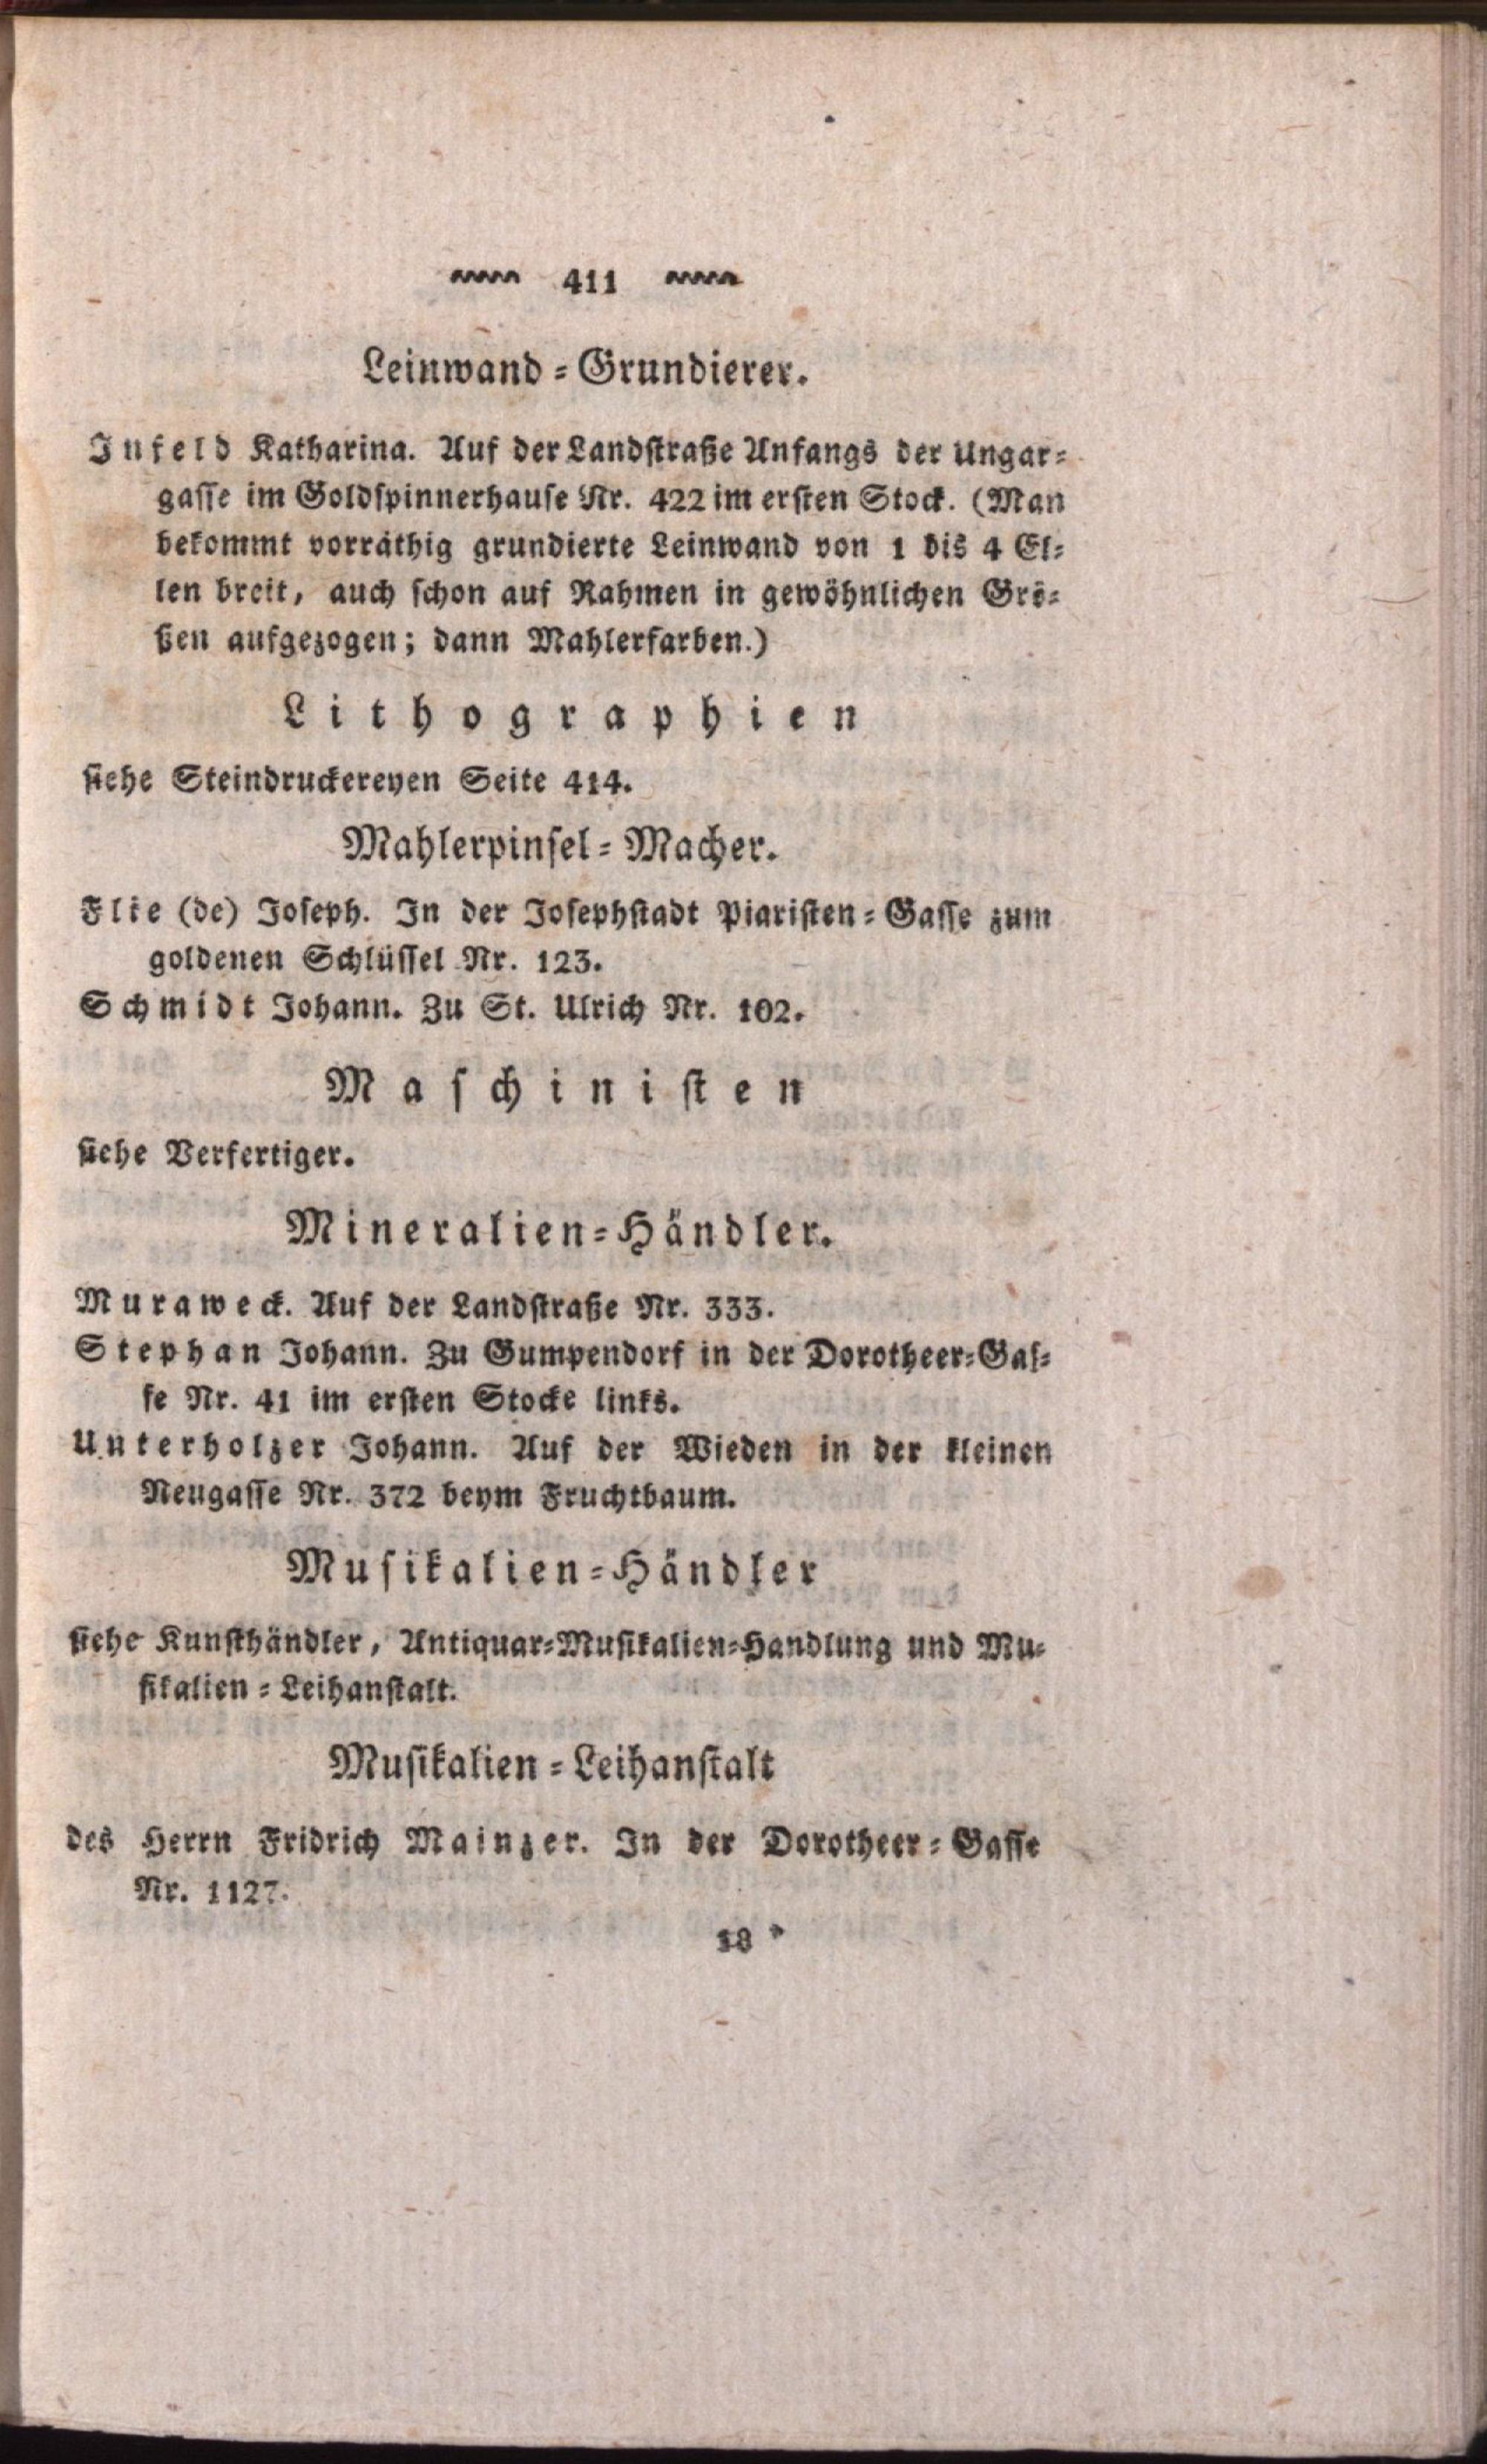 411
Leinwand-Grundierer.
Infeld Katharina. Auf der Landstraße Anfangs der Ungar-
gasse im Goldspinnerhause Nr. 422 im ersten Stock. (Man
bekommt vorräthig grundierte Leinwand von 1 bis 4 El-
len breit, auch schon auf Rahmen in gewöhnlichen Grö-
ßen aufgezogen; dann Mahlerfarben.)
Lithographien
siehe Steindruckereyen Seite 414.
Mahlerpinsel-Macher.
Flie (de) Joseph. In der Josephstadt Piaristen-Gasse zum
goldenen Schlüssel Nr. 123.
Schmidt Johann. Zu St. Ulrich Nr. 102.
Maschinisten
siehe Verfertiger.
Mineralien-Händler.
Muraweck. Auf der Landstraße Nr. 333.
Stephan Johann. Zu Gumpendorf in der Dorotheer-Gas-
se Nr. 41 im ersten Stocke links.
Unterholzer Johann. Auf der Wieden in der kleinen
Neugasse Nr. 372 beym Fruchtbaum.
Musikalien-Händler
siehe Kunsthändler, Antiquar-Musikalien-Handlung und Mu-
sikalien-Leihanstalt.
Musikalien-Leihanstalt
des Herrn Fridrich Mainzer. In der Dorotheer-Gasse
Nr. 1127.
18 *